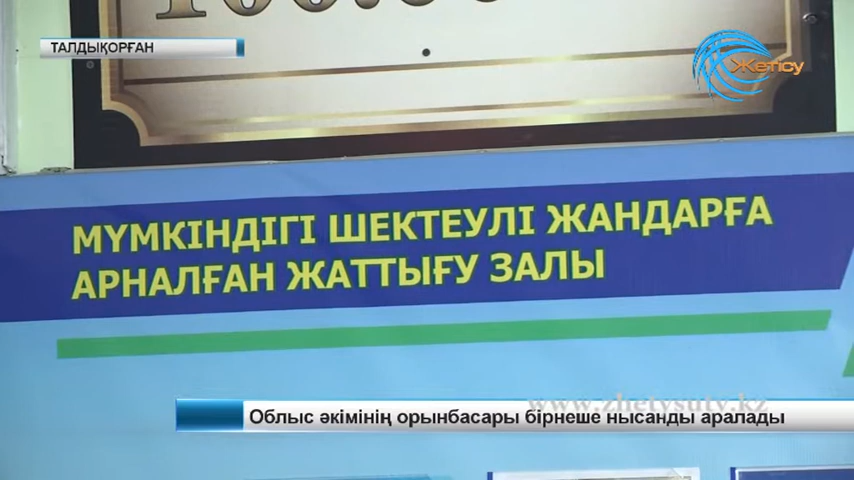 ТАЛДЫҚОРҒАН
Жетісу
МҮМКІНДІГІ ШЕКТЕУЛІ ЖАНДАРҒА
АРНАЛҒАН ЖАТТЫҒУ ЗАЛЫ
www.zhetysutv.kz
Облыс әкімінің орынбасары бірнеше нысанды аралады